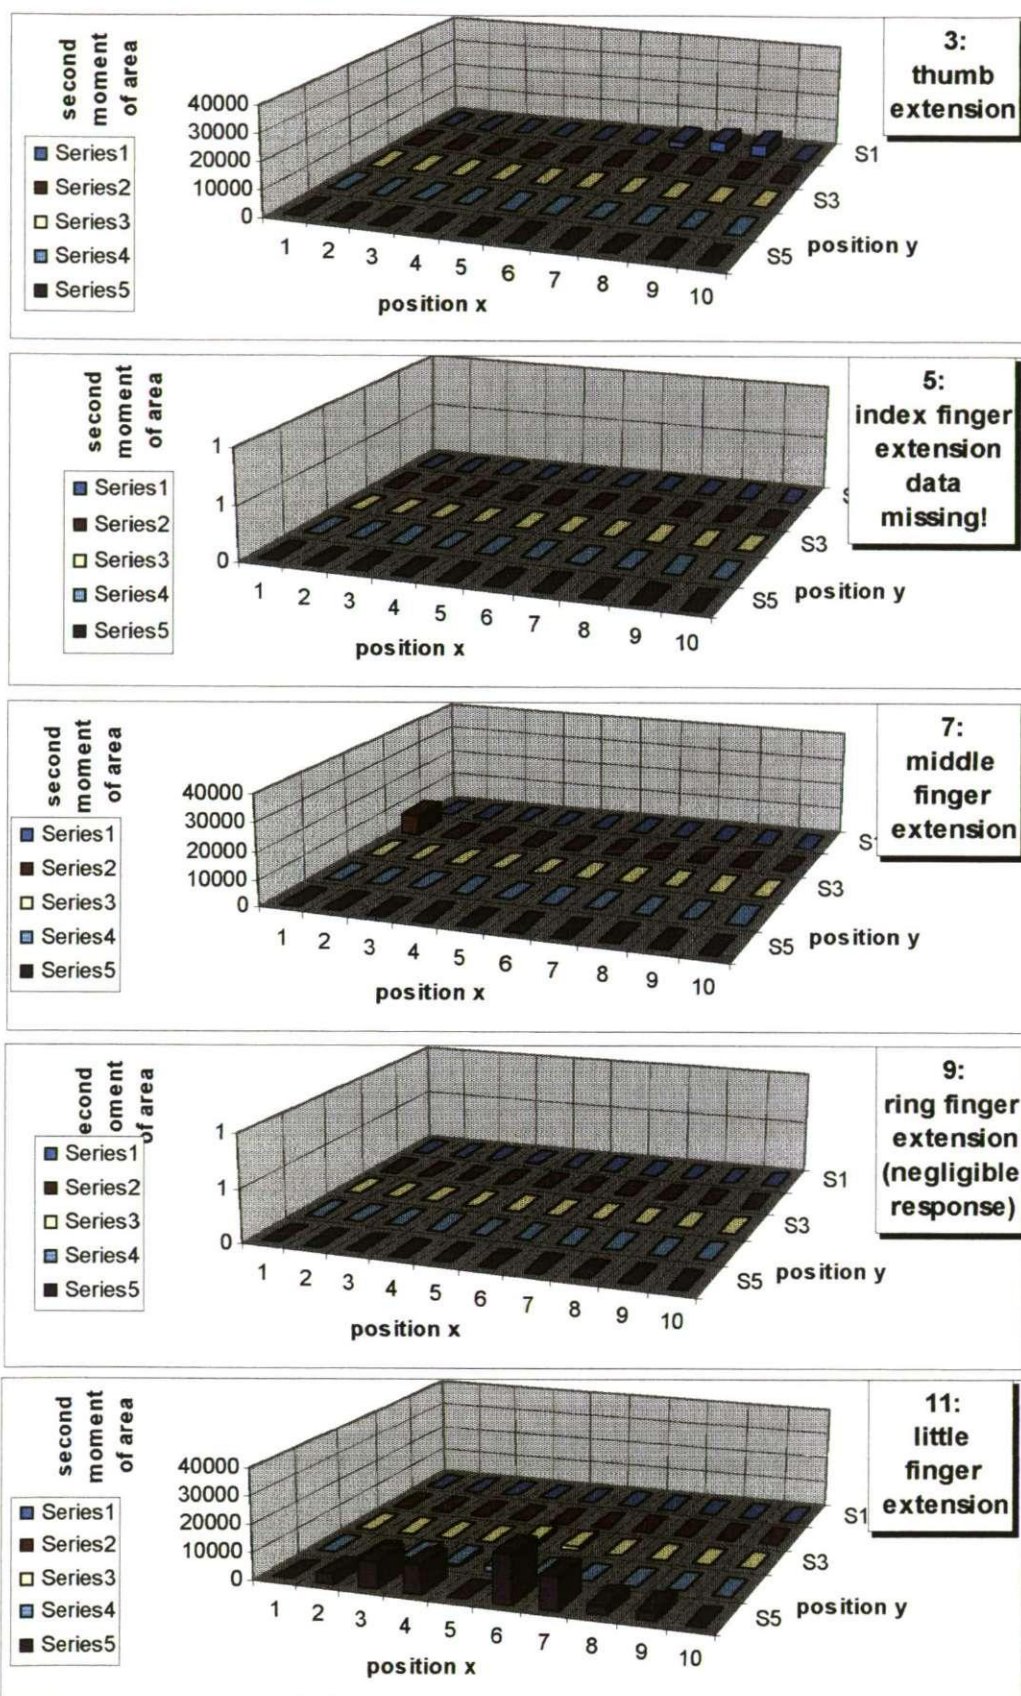 second
moment
of area
40000
30000
20000
10000
0
Series1
Series2
Series3
Series4
Series5
1 2 3 4 5 6 7 8 9 10
position x
S1
S3
S5
position y
3:
thumb
extension
second
moment
of area
1
1
0
Series1
Series2
Series3
Series4
Series5
1 2 3 4 5 6 7 8 9 10
position x
S
S3
S5
position y
5:
index finger
extension
data
missing!
second
moment
of area
40000
30000
20000
10000
0
Series1
Series2
Series3
Series4
Series5
1 2 3 4 5 6 7 8 9 10
position x
S1
S3
S5
position y
7:
middle
finger
extension
econd
oment
of area
1
1
0
Series1
Series2
Series3
Series4
Series5
1 2 3 4 5 6 7 8 9 10
position x
S1
S3
S5
position y
9:
ring finger
extension
(negligible
response)
second
moment
of area
40000
30000
20000
10000
0
Series1
Series2
Series3
Series4
Series5
1 2 3 4 5 6 7 8 9 10
position x
S1
S3
S5
position y
11:
little
finger
extension